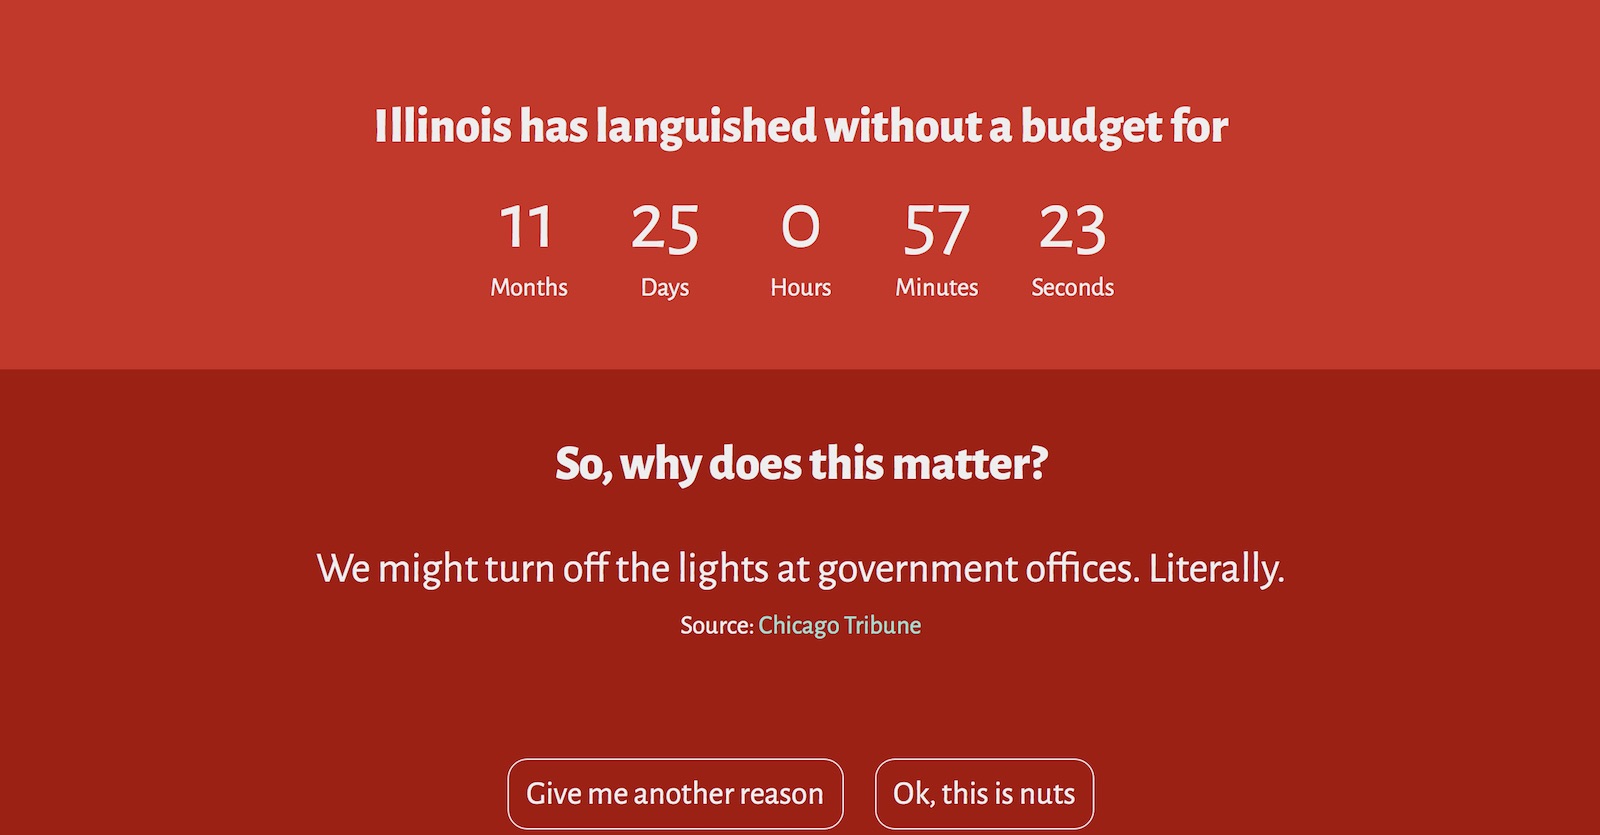 Illinois has languished without a budget for
11 25 0 57 23
Months Days Hours Minutes Seconds
So, why does this matter?
We might turn off the lights at government offices. Literally.
Source: Chicago Tribune
Give me another reason Ok, this is nuts